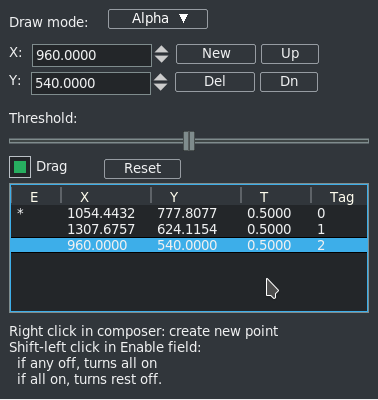 Draw mode: Alpha ▼
X: 960.0000 New Up
Y: 540.0000 Del Dn
Threshold:
Drag Reset
E X Y T Tag
* 1054.4432 777.8077 0.5000 0
1307.6757 624.1154 0.5000 1
960.0000 540.0000 0.5000 2
Right click in composer: create new point
Shift-left click in Enable field:
if any off, turns all on
if all on, turns rest off.